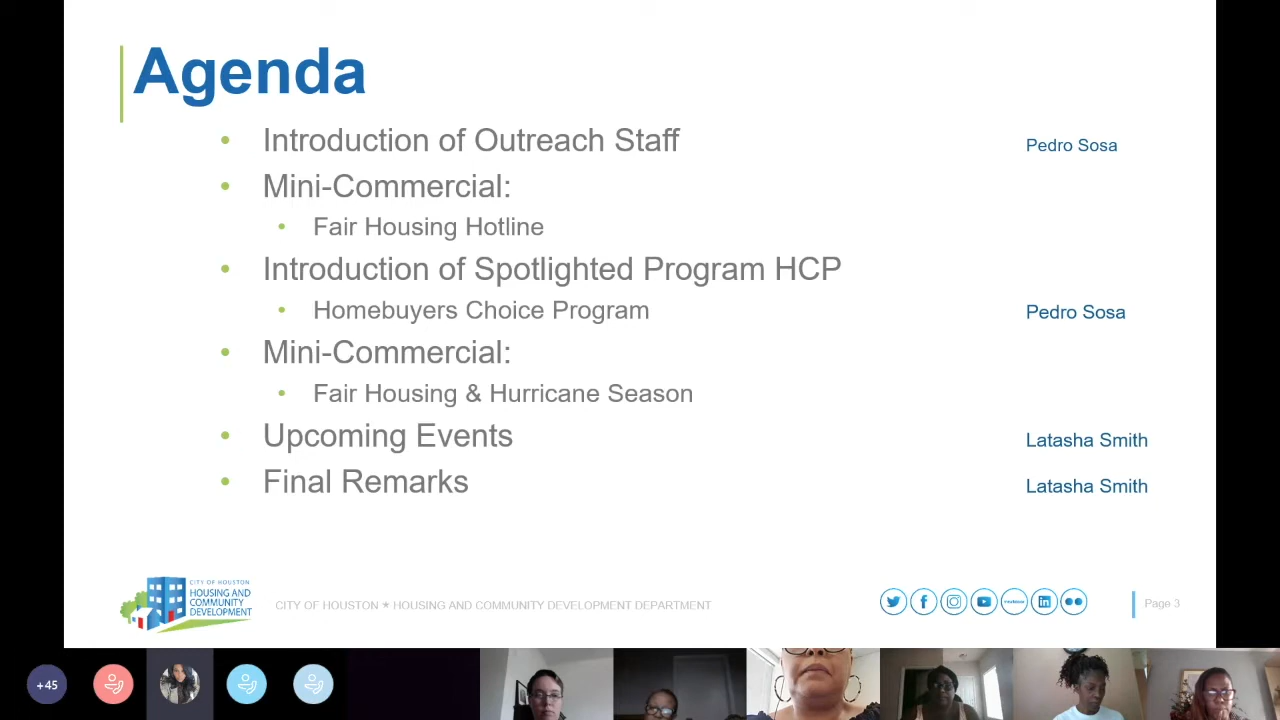 Agenda
• Introduction of Outreach Staff Pedro Sosa
• Mini-Commercial:
• Fair Housing Hotline
• Introduction of Spotlighted Program HCP
• Homebuyers Choice Program Pedro Sosa
• Mini-Commercial:
• Fair Housing & Hurricane Season
• Upcoming Events Latasha Smith
• Final Remarks Latasha Smith
CITY OF HOUSTON
HOUSING AND
COMMUNITY
DEVELOPMENT
CITY OF HOUSTON ★ HOUSING AND COMMUNITY DEVELOPMENT DEPARTMENT
Page 3
+45